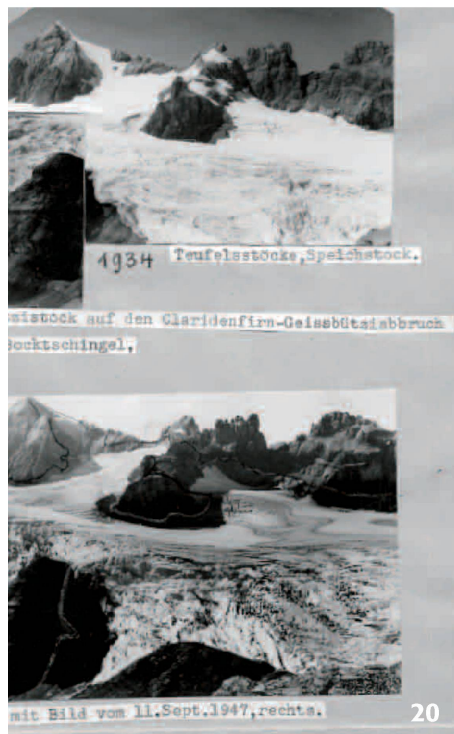 1934 Teufelsstöcke,Speichstock.
sistock auf den Claridenfirn-Geissbütsiabbruch
Bocktschingel,
mit Bild vom 11.Sept.1947,rechts.
20